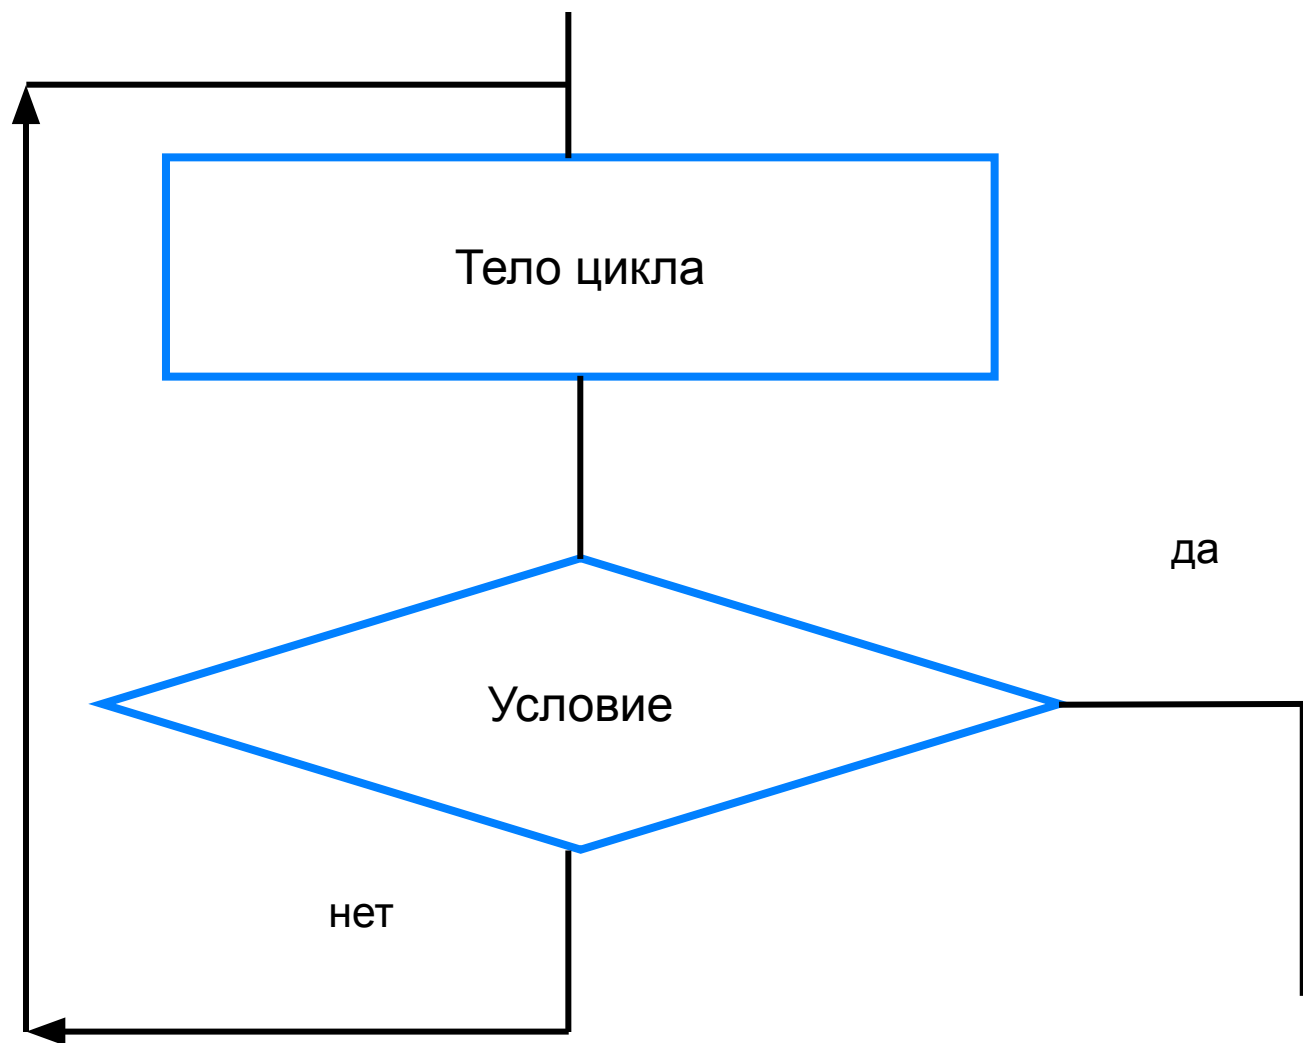 Тело цикла
да
Условие
нет